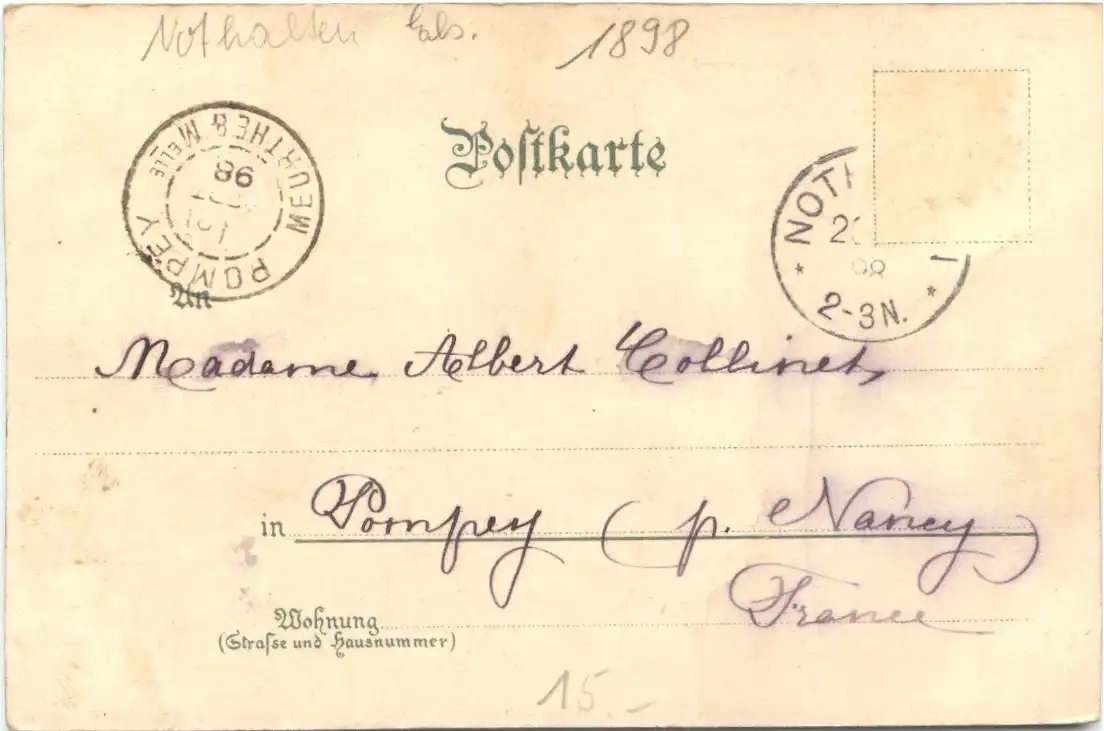 Nothalten Els. 1898
Postkarte
POMPEY
MEURTHE & MELLE
98
NOTH
98
2-3N.
An
Madame Albert Collinet,
in Pompey (p. Nancy)
France
Wohnung
(Straſse und Hausnummer)
15.-